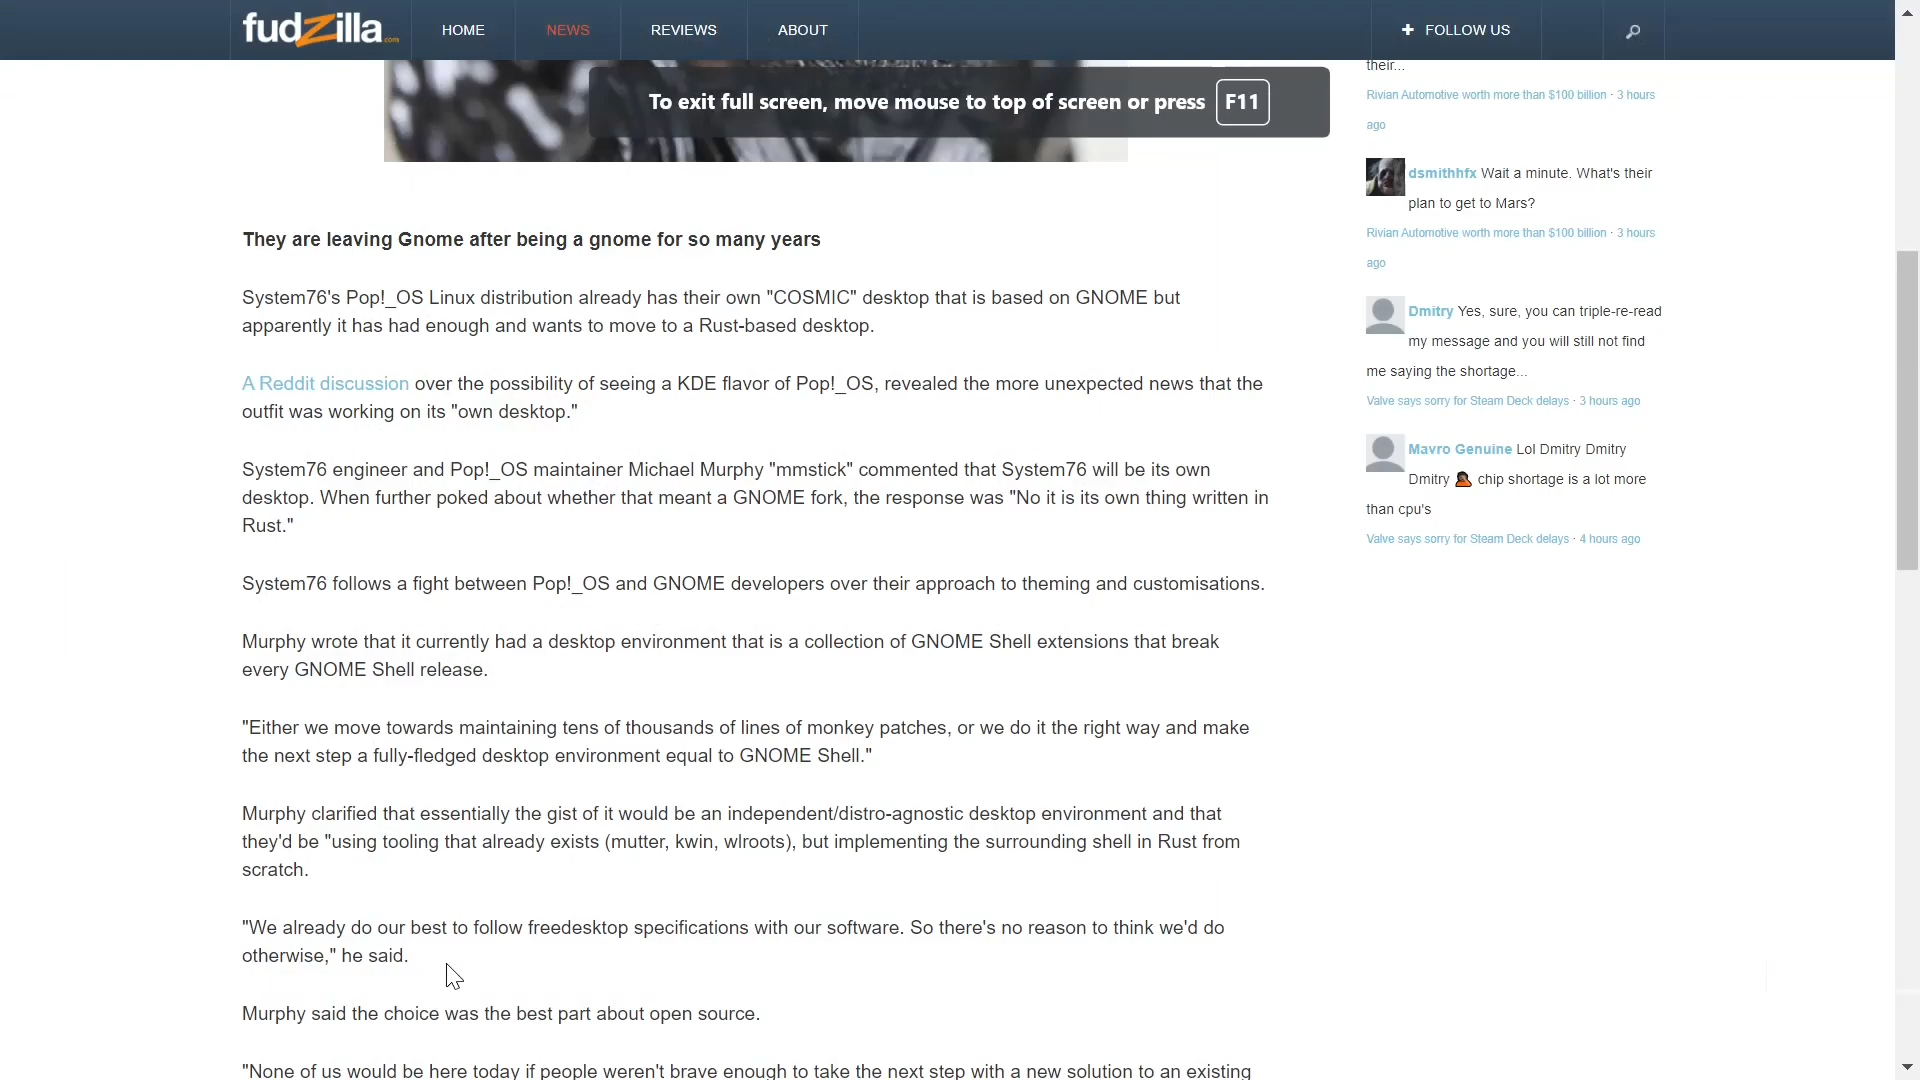 fudzilla.com
HOME
NEWS
REVIEWS
ABOUT
FOLLOW US
To exit full screen, move mouse to top of screen or press F11
They are leaving Gnome after being a gnome for so many years
System76's Pop!_OS Linux distribution already has their own "COSMIC" desktop that is based on GNOME but
apparently it has had enough and wants to move to a Rust-based desktop.
A Reddit discussion over the possibility of seeing a KDE flavor of Pop!_OS, revealed the more unexpected news that the
outfit was working on its "own desktop."
System76 engineer and Pop!_OS maintainer Michael Murphy "mmstick" commented that System76 will be its own
desktop. When further poked about whether that meant a GNOME fork, the response was "No it is its own thing written in
Rust."
System76 follows a fight between Pop!_OS and GNOME developers over their approach to theming and customisations.
Murphy wrote that it currently had a desktop environment that is a collection of GNOME Shell extensions that break
every GNOME Shell release.
"Either we move towards maintaining tens of thousands of lines of monkey patches, or we do it the right way and make
the next step a fully-fledged desktop environment equal to GNOME Shell."
Murphy clarified that essentially the gist of it would be an independent/distro-agnostic desktop environment and that
they'd be "using tooling that already exists (mutter, kwin, wlroots), but implementing the surrounding shell in Rust from
scratch.
"We already do our best to follow freedesktop specifications with our software. So there's no reason to think we'd do
otherwise," he said.
Murphy said the choice was the best part about open source.
"None of us would be here today if people weren't brave enough to take the next step with a new solution to an existing
their...
Rivian Automotive worth more than $100 billion · 3 hours
ago
dsmithhfx Wait a minute. What's their
plan to get to Mars?
Rivian Automotive worth more than $100 billion · 3 hours
ago
Dmitry Yes, sure, you can triple-re-read
my message and you will still not find
me saying the shortage...
Valve says sorry for Steam Deck delays · 3 hours ago
Mavro Genuine Lol Dmitry Dmitry
Dmitry chip shortage is a lot more
than cpu's
Valve says sorry for Steam Deck delays · 4 hours ago